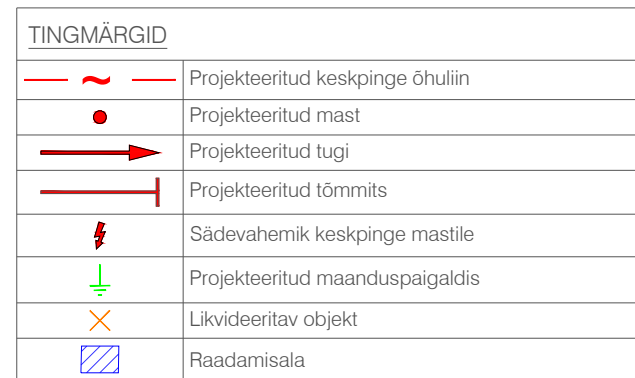 TINGMÄRGID
Projekteeritud keskpinge õhuliin
Projekteeritud mast
Projekteeritud tugi
Projekteeritud tõmmits
Sädevahemik keskpinge mastile
Projekteeritud maanduspaigaldis
Likvideeritav objekt
Raadamisala